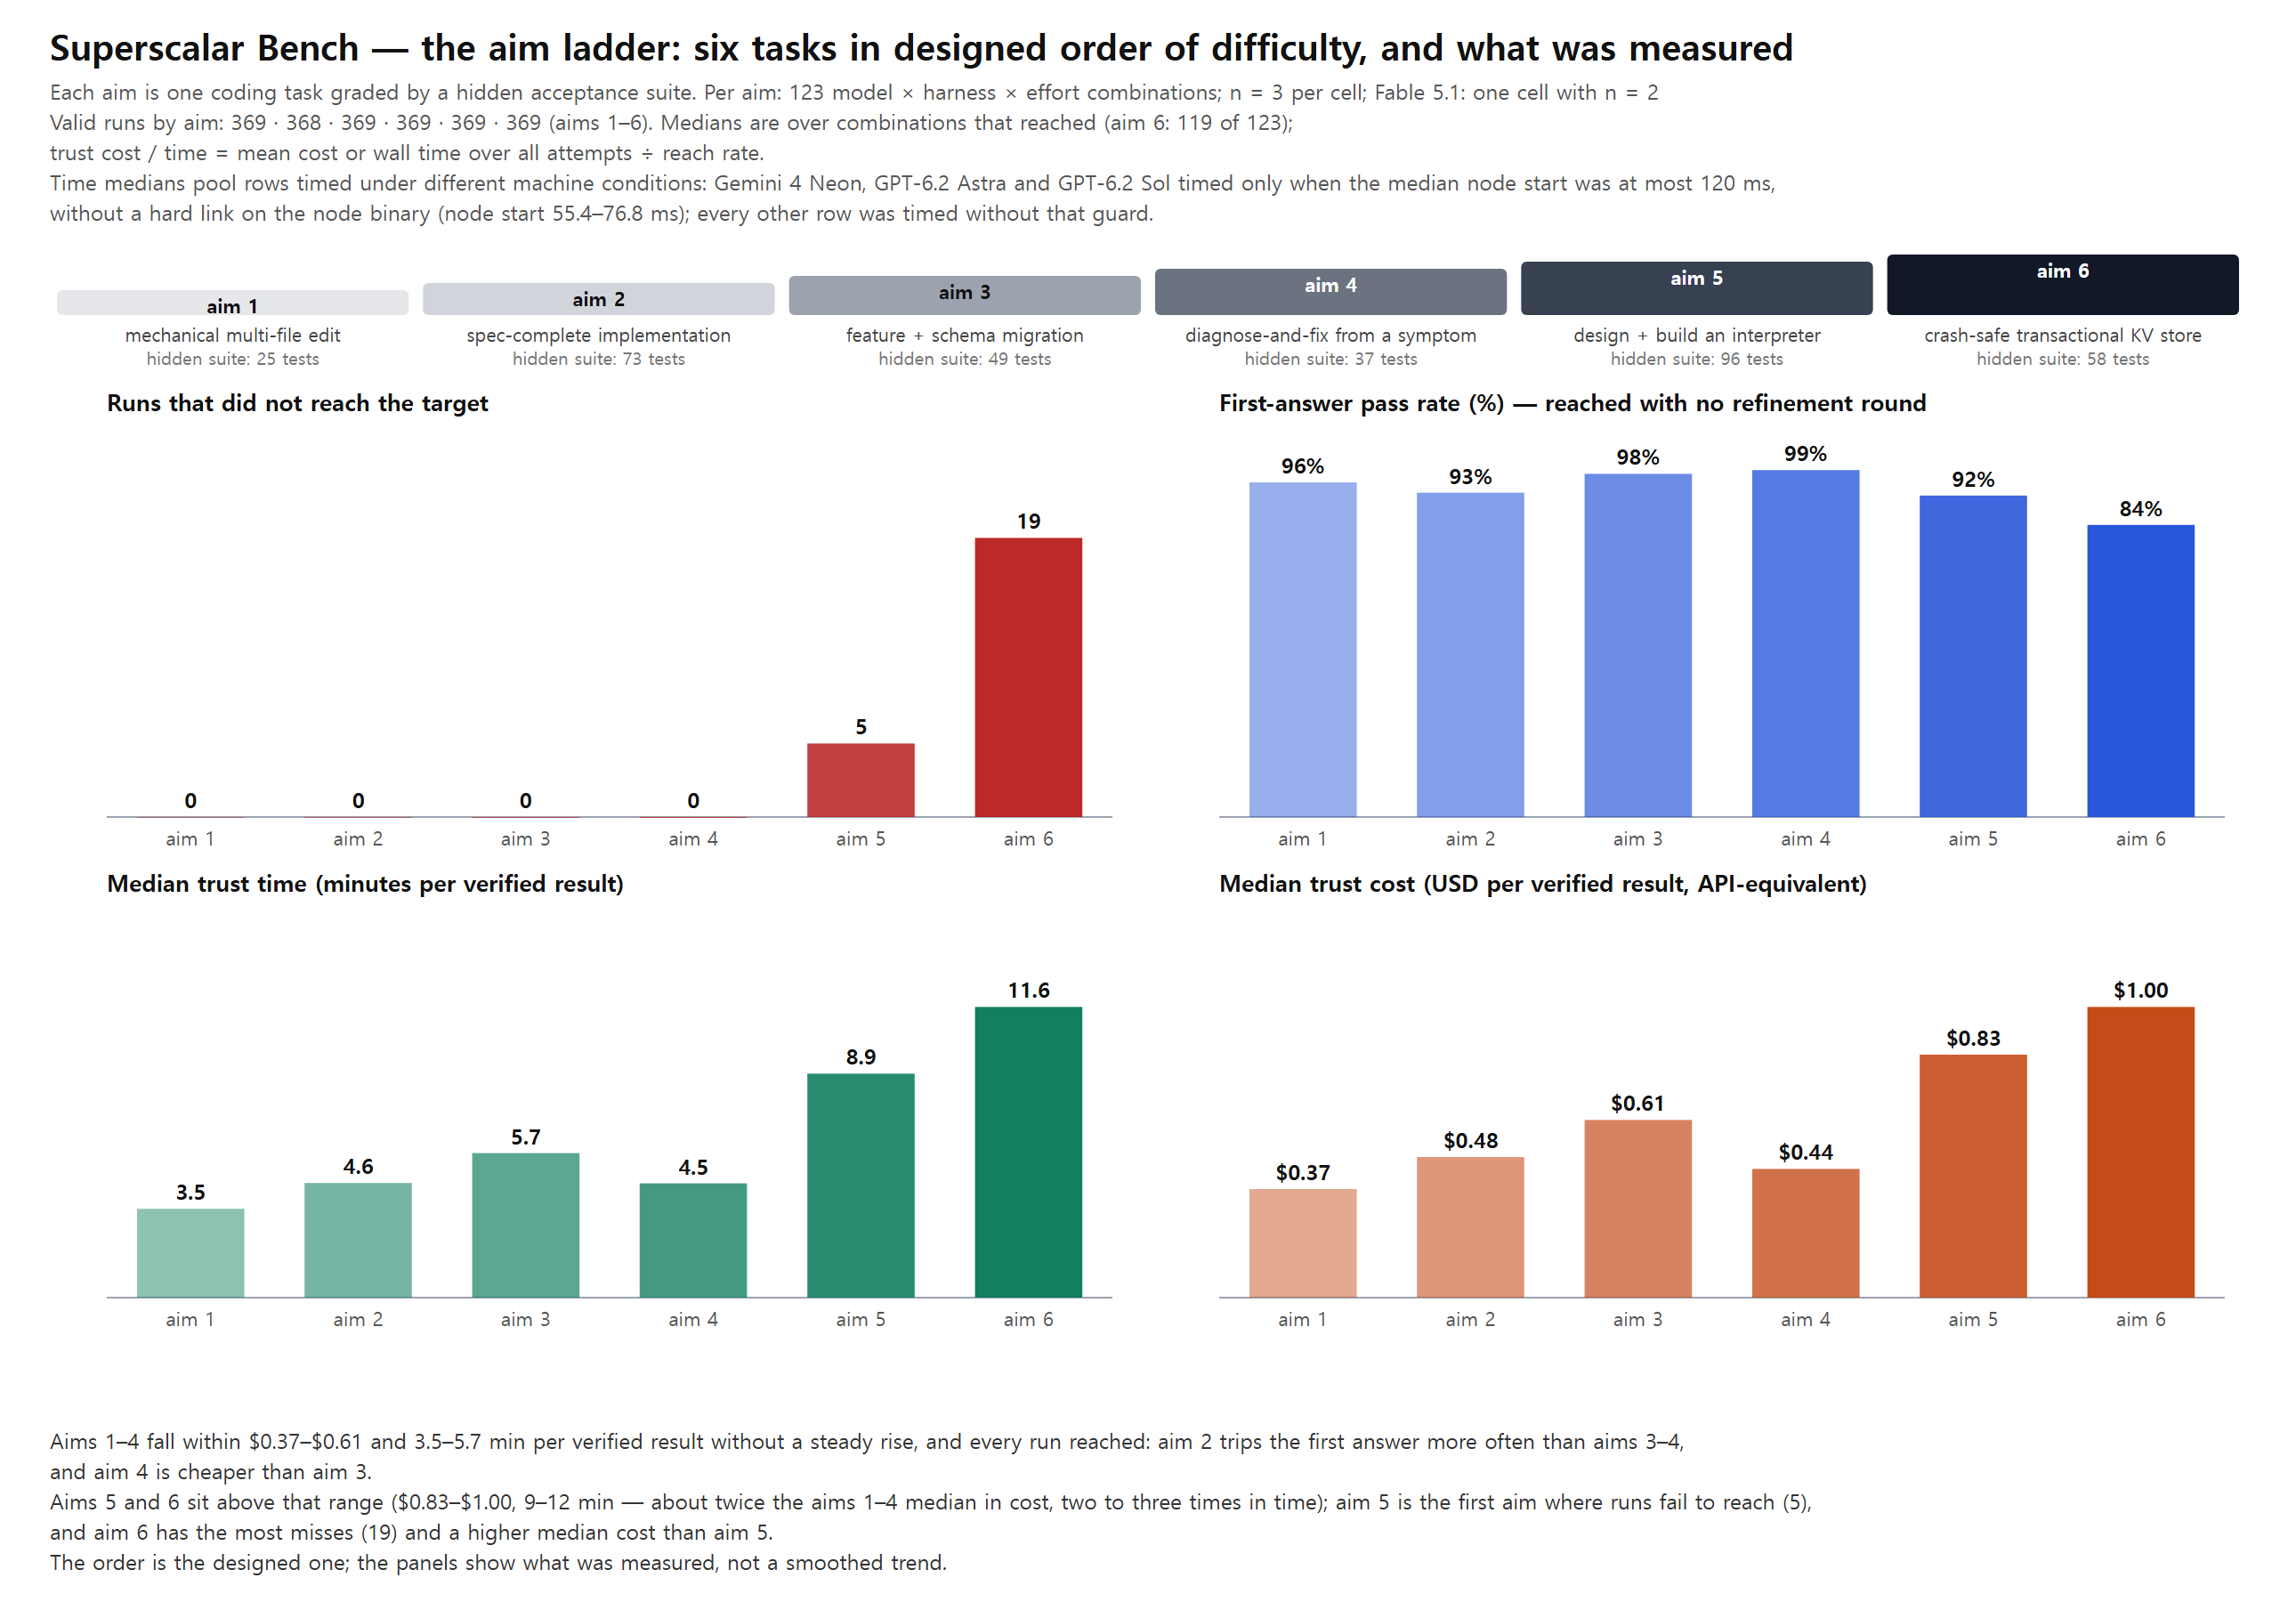 Superscalar Bench — the aim ladder: six tasks in designed order of difficulty, and what was measured
Each aim is one coding task graded by a hidden acceptance suite. Per aim: 123 model × harness × effort combinations; n = 3 per cell; Fable 5.1: one cell with n = 2
Valid runs by aim: 369 · 368 · 369 · 369 · 369 · 369 (aims 1–6). Medians are over combinations that reached (aim 6: 119 of 123);
trust cost / time = mean cost or wall time over all attempts ÷ reach rate.
Time medians pool rows timed under different machine conditions: Gemini 4 Neon, GPT-6.2 Astra and GPT-6.2 Sol timed only when the median node start was at most 120 ms,
without a hard link on the node binary (node start 55.4–76.8 ms); every other row was timed without that guard.
aim 1
mechanical multi-file edit
hidden suite: 25 tests
aim 2
spec-complete implementation
hidden suite: 73 tests
aim 3
feature + schema migration
hidden suite: 49 tests
aim 4
diagnose-and-fix from a symptom
hidden suite: 37 tests
aim 5
design + build an interpreter
hidden suite: 96 tests
aim 6
crash-safe transactional KV store
hidden suite: 58 tests
Runs that did not reach the target
0
0
0
0
5
19
aim 1
aim 2
aim 3
aim 4
aim 5
aim 6
First-answer pass rate (%) — reached with no refinement round
96%
93%
98%
99%
92%
84%
aim 1
aim 2
aim 3
aim 4
aim 5
aim 6
Median trust time (minutes per verified result)
3.5
4.6
5.7
4.5
8.9
11.6
aim 1
aim 2
aim 3
aim 4
aim 5
aim 6
Median trust cost (USD per verified result, API-equivalent)
$0.37
$0.48
$0.61
$0.44
$0.83
$1.00
aim 1
aim 2
aim 3
aim 4
aim 5
aim 6
Aims 1–4 fall within $0.37–$0.61 and 3.5–5.7 min per verified result without a steady rise, and every run reached: aim 2 trips the first answer more often than aims 3–4,
and aim 4 is cheaper than aim 3.
Aims 5 and 6 sit above that range ($0.83–$1.00, 9–12 min — about twice the aims 1–4 median in cost, two to three times in time); aim 5 is the first aim where runs fail to reach (5),
and aim 6 has the most misses (19) and a higher median cost than aim 5.
The order is the designed one; the panels show what was measured, not a smoothed trend.